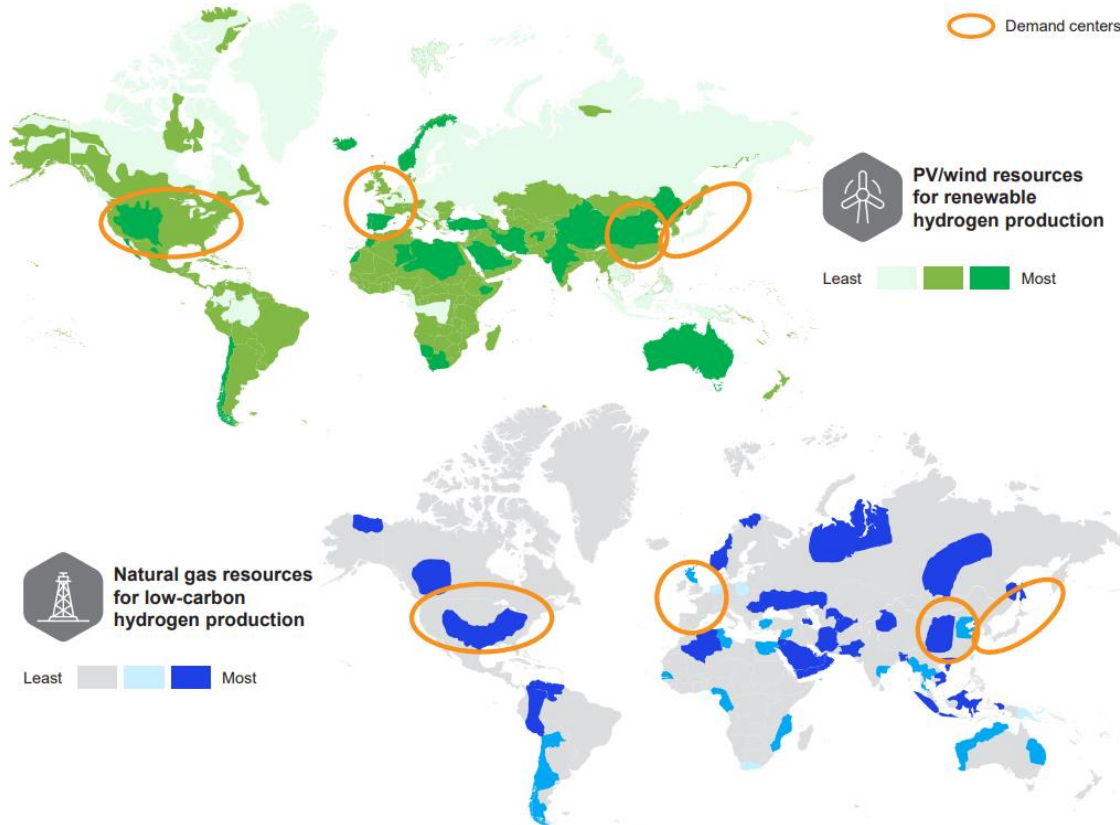 Demand centers
PV/wind resources
for renewable
hydrogen production
Least
Most
Natural gas resources
for low-carbon
hydrogen production
Least
Most